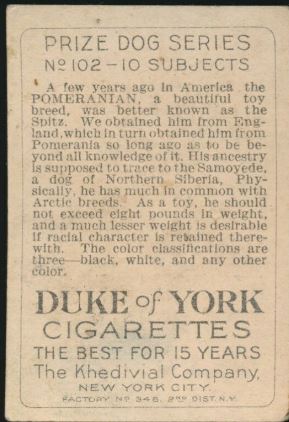 PRIZE DOG SERIES
Nº 102-10 SUBJECTS
A few years ago in America the
POMERANIAN, a beautiful toy
breed, was better known as the
Spitz. We obtained him from Eng-
land, which in turn obtained him from
Pomerania so long ago as to be be-
yond all knowledge of it. His ancestry
is supposed to trace to the Samoyede,
a dog of Northern Siberia, Phy-
sically, he has much in common with
Arctic breeds. As a toy, he should
not exceed eight pounds in weight,
and a much lesser weight is desirable
if racial character is retained there-
with. The color classifications are
three—black, white, and any other
color.
DUKE of YORK
CIGARETTES
THE BEST FOR 15 YEARS
The Khedivial Company,
NEW YORK CITY.
FACTORY Nº 346, 2ND DIST. N.Y.